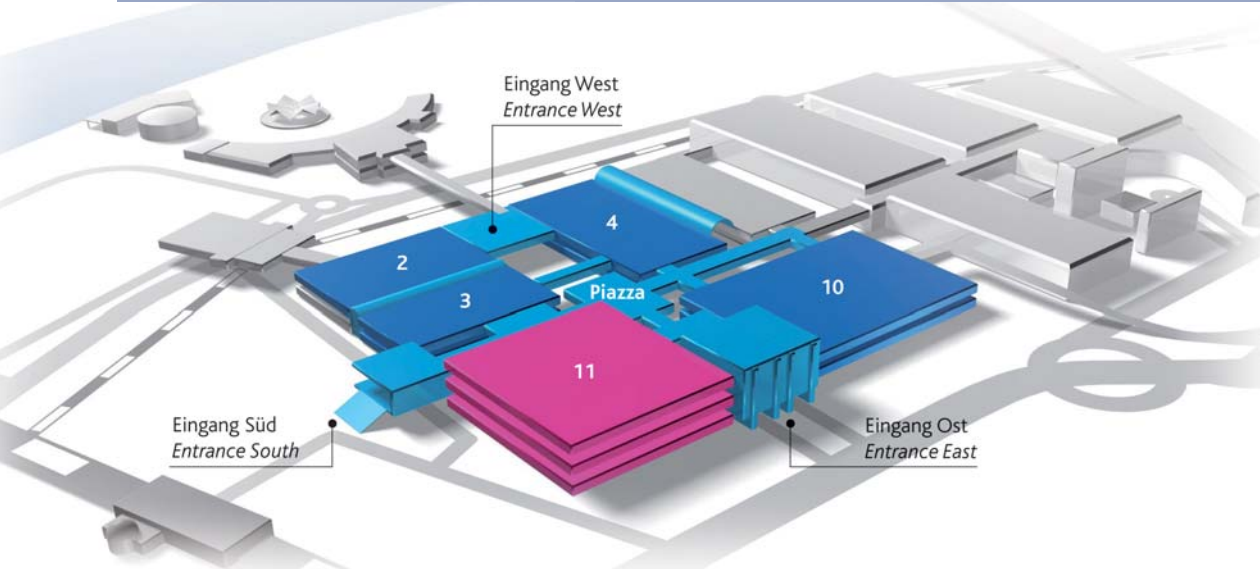 Eingang West
Entrance West
4
2
3
Piazza
10
11
Eingang Süd
Entrance South
Eingang Ost
Entrance East